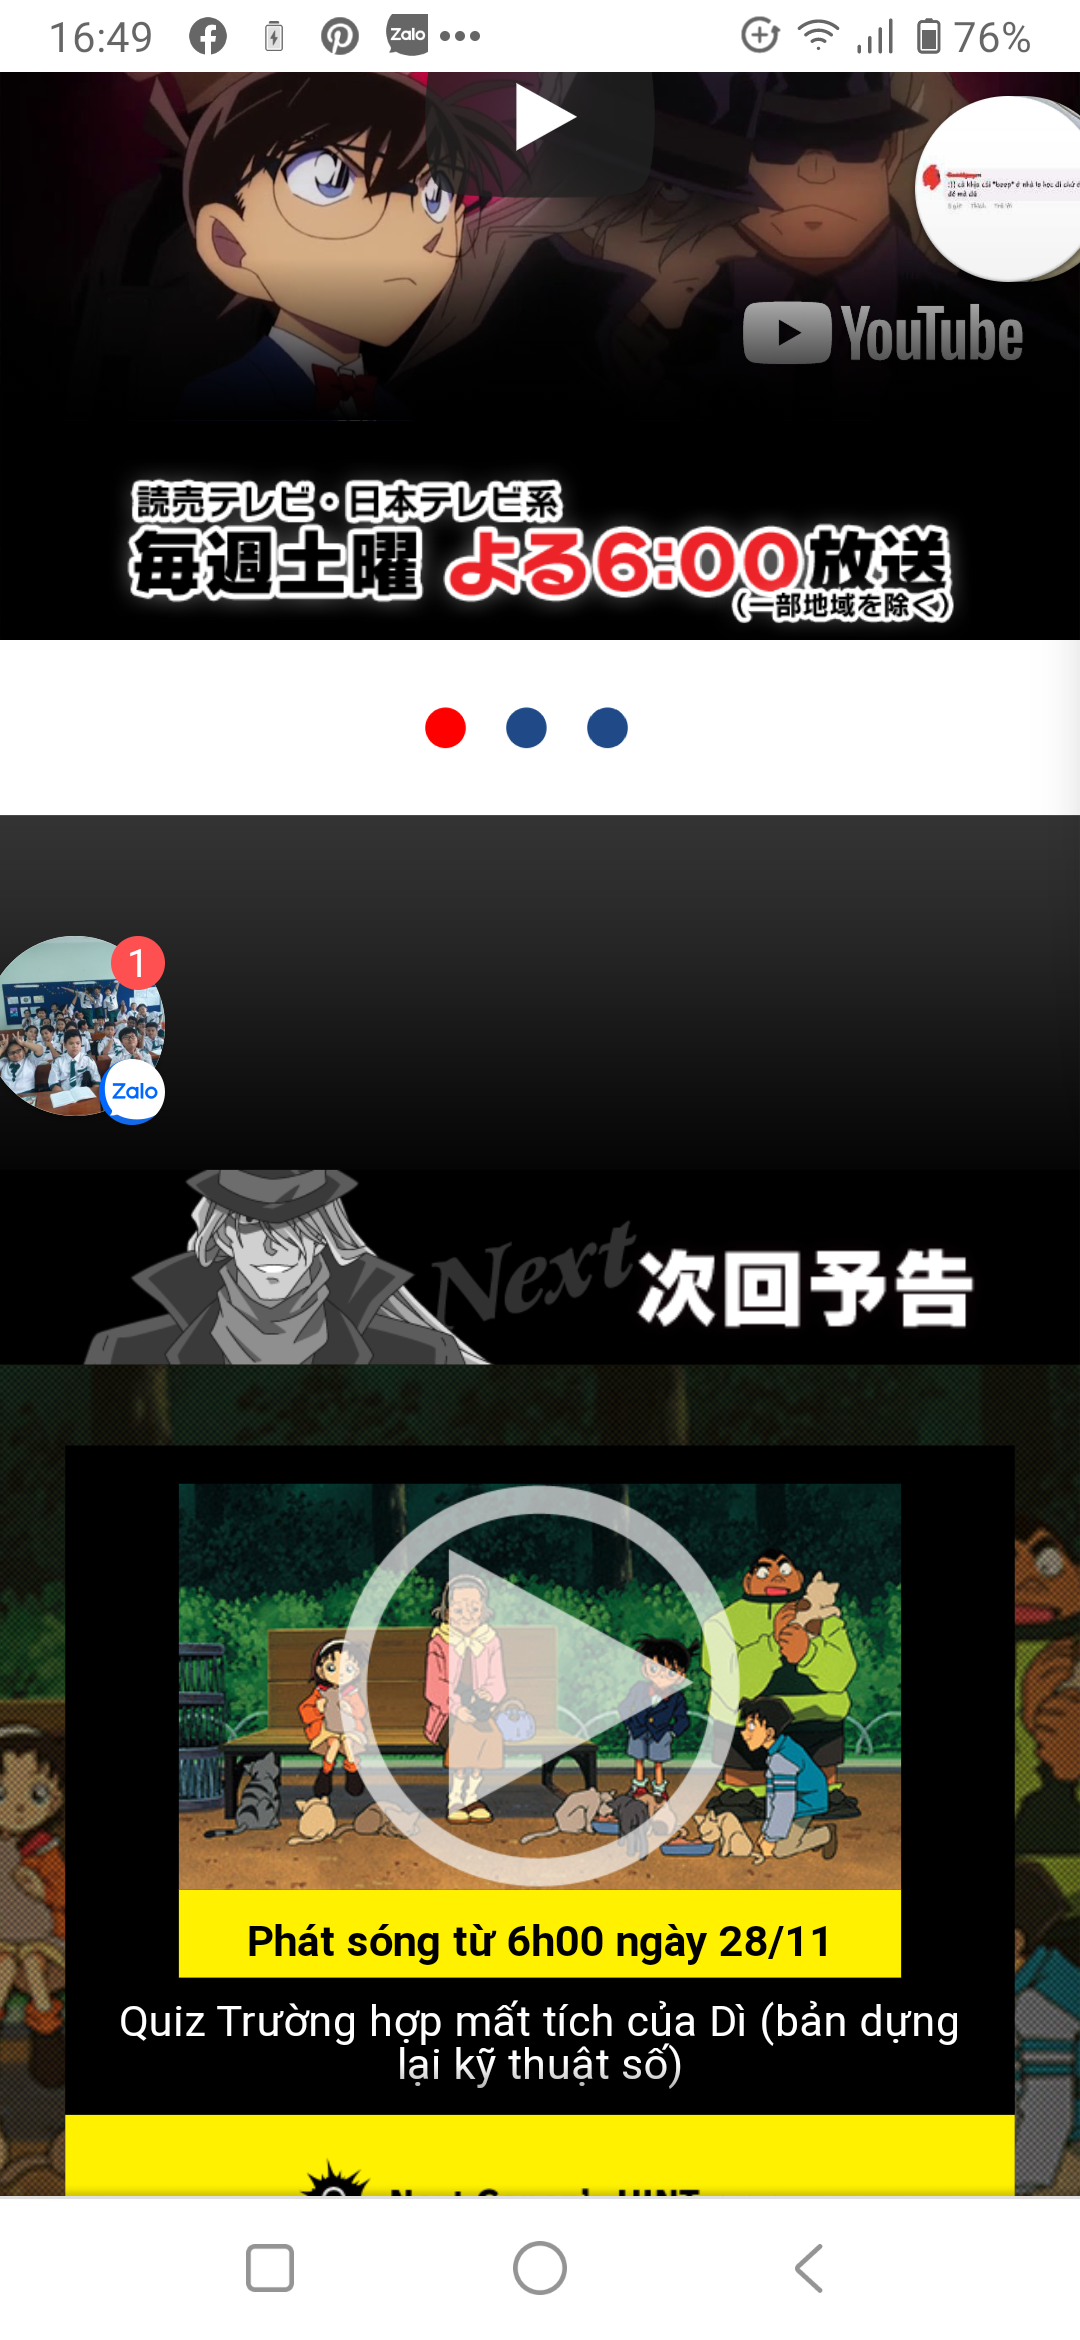 16:49
Zalo
76%
YouTube
読売テレビ・日本テレビ系
毎週土曜 よる6:00放送
(一部地域を除く)
1
Zalo
Next 次回予告
Phát sóng từ 6h00 ngày 28/11
Quiz Trường hợp mất tích của Dì (bản dựng
lại kỹ thuật số)